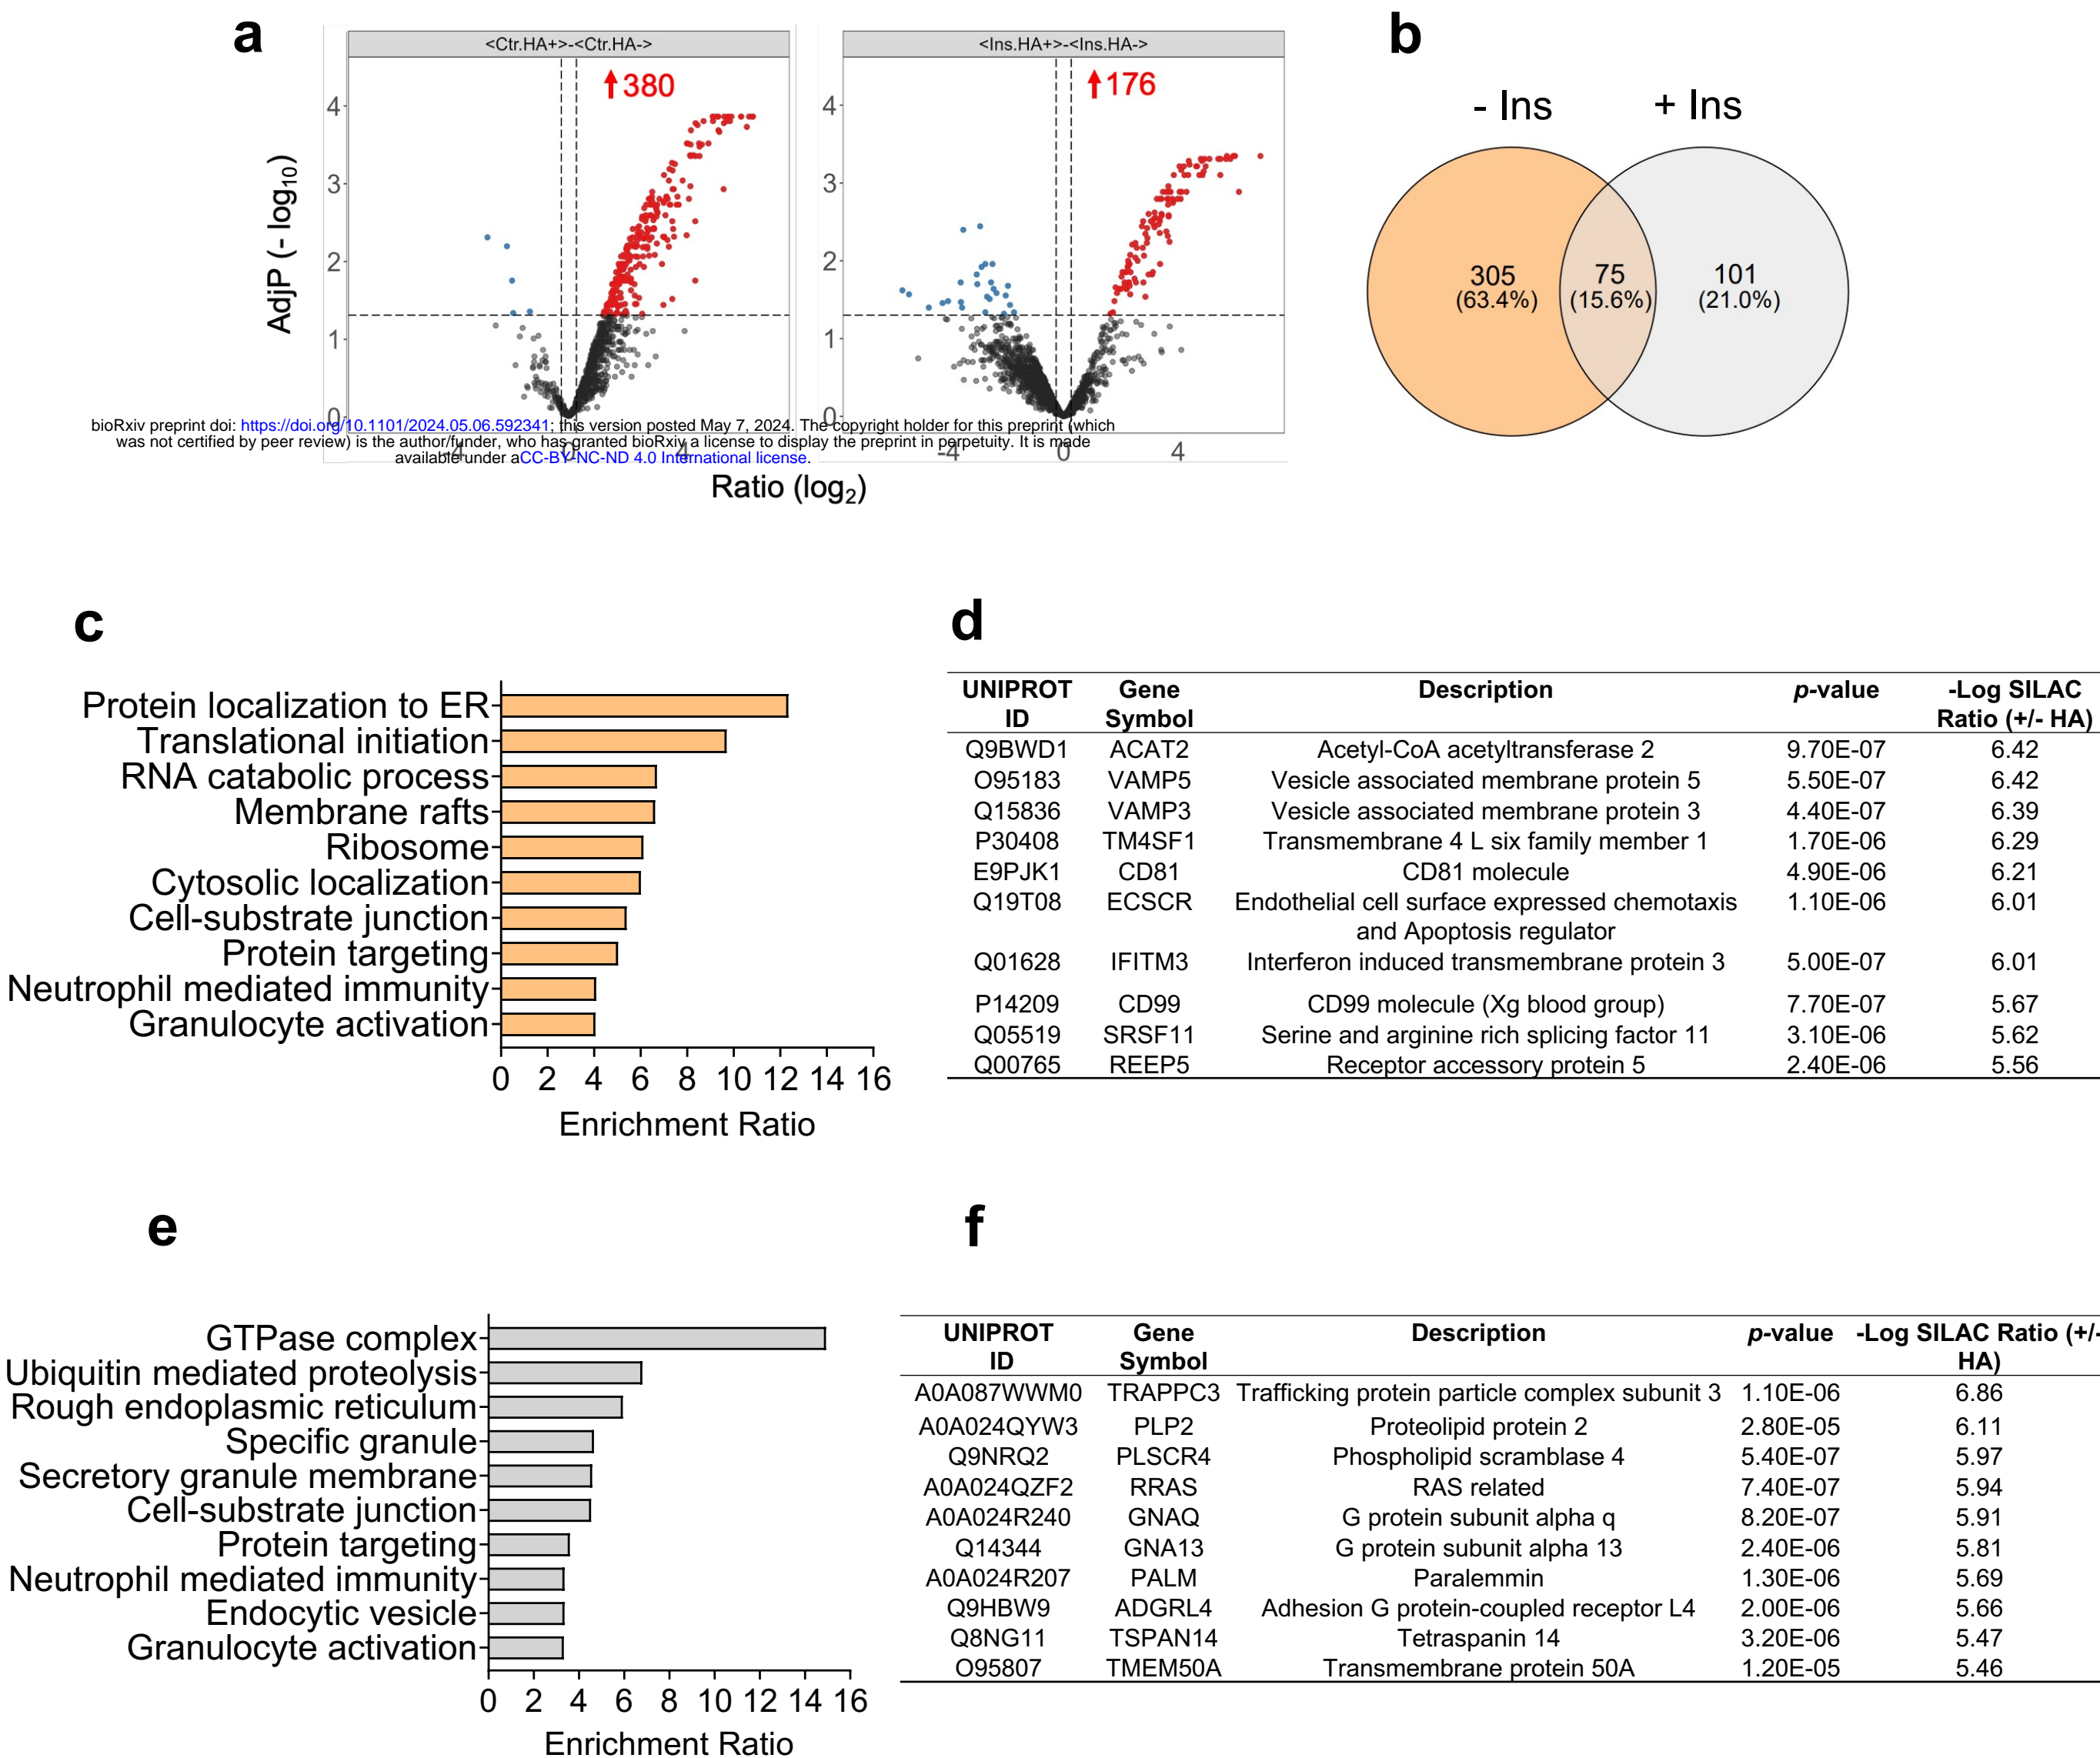 a
b
<Ctr.HA+>-<Ctr.HA->
<Ins.HA+>-<Ins.HA->
380
176
AdjP (- log10)
4
3
2
1
0
4
3
2
1
0
-4
0
4
-4
0
4
Ratio (log2)
bioRxiv preprint doi: https://doi.org/10.1101/2024.05.06.592341; this version posted May 7, 2024. The copyright holder for this preprint (which
was not certified by peer review) is the author/funder, who has granted bioRxiv a license to display the preprint in perpetuity. It is made
available under aCC-BY-NC-ND 4.0 International license.
- Ins
+ Ins
305
(63.4%)
75
(15.6%)
101
(21.0%)
c
Protein localization to ER
Translational initiation
RNA catabolic process
Membrane rafts
Ribosome
Cytosolic localization
Cell-substrate junction
Protein targeting
Neutrophil mediated immunity
Granulocyte activation
0 2 4 6 8 10 12 14 16
Enrichment Ratio
d
UNIPROT Gene Description p-value -Log SILAC
ID Symbol Ratio (+/- HA)
Q9BWD1 ACAT2 Acetyl-CoA acetyltransferase 2 9.70E-07 6.42
O95183 VAMP5 Vesicle associated membrane protein 5 5.50E-07 6.42
Q15836 VAMP3 Vesicle associated membrane protein 3 4.40E-07 6.39
P30408 TM4SF1 Transmembrane 4 L six family member 1 1.70E-06 6.29
E9PJK1 CD81 CD81 molecule 4.90E-06 6.21
Q19T08 ECSCR Endothelial cell surface expressed chemotaxis 1.10E-06 6.01
and Apoptosis regulator
Q01628 IFITM3 Interferon induced transmembrane protein 3 5.00E-07 6.01
P14209 CD99 CD99 molecule (Xg blood group) 7.70E-07 5.67
Q05519 SRSF11 Serine and arginine rich splicing factor 11 3.10E-06 5.62
Q00765 REEP5 Receptor accessory protein 5 2.40E-06 5.56
e
GTPase complex
Ubiquitin mediated proteolysis
Rough endoplasmic reticulum
Specific granule
Secretory granule membrane
Cell-substrate junction
Protein targeting
Neutrophil mediated immunity
Endocytic vesicle
Granulocyte activation
0 2 4 6 8 10 12 14 16
Enrichment Ratio
f
UNIPROT Gene Description p-value -Log SILAC Ratio (+/-
ID Symbol HA)
A0A087WWM0 TRAPPC3 Trafficking protein particle complex subunit 3 1.10E-06 6.86
A0A024QYW3 PLP2 Proteolipid protein 2 2.80E-05 6.11
Q9NRQ2 PLSCR4 Phospholipid scramblase 4 5.40E-07 5.97
A0A024QZF2 RRAS RAS related 7.40E-07 5.94
A0A024R240 GNAQ G protein subunit alpha q 8.20E-07 5.91
Q14344 GNA13 G protein subunit alpha 13 2.40E-06 5.81
A0A024R207 PALM Paralemmin 1.30E-06 5.69
Q9HBW9 ADGRL4 Adhesion G protein-coupled receptor L4 2.00E-06 5.66
Q8NG11 TSPAN14 Tetraspanin 14 3.20E-06 5.47
O95807 TMEM50A Transmembrane protein 50A 1.20E-05 5.46